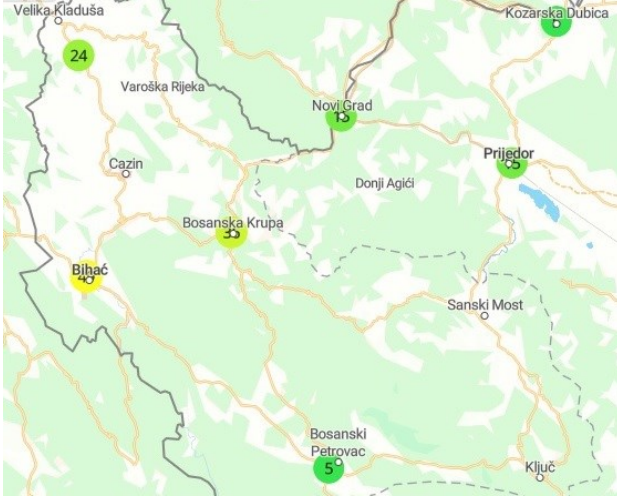 Velika Kladuša
Kozarska Dubica
24
Varoška Rijeka
Novi Grad
Prijedor
Cazin
Donji Agići
Bosanska Krupa
Bihać
Sanski Most
Bosanski
Petrovac
5
Ključ